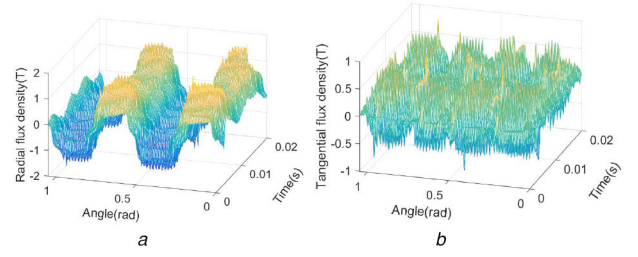 Radial flux density(T)
2
1
0
-1
-2
1
0.5
0
Angle(rad)
0
0.01
0.02
Time(s)
a
Tangential flux density(T)
1
0.5
0
-0.5
-1
1
0.5
0
Angle(rad)
0
0.01
0.02
Time(s)
b